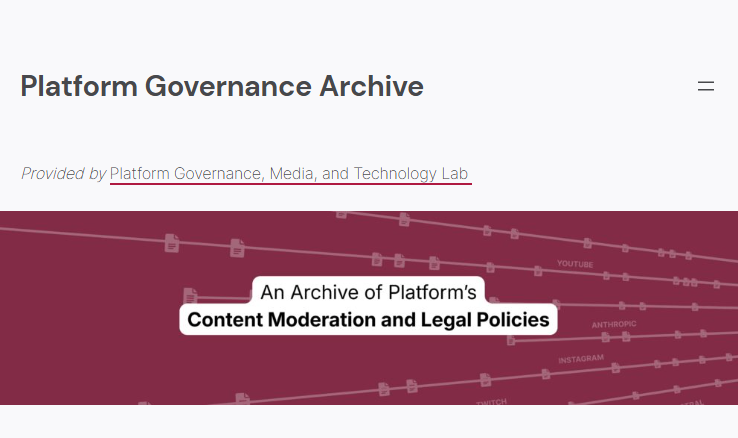 Platform Governance Archive
Provided by Platform Governance, Media, and Technology Lab
YOUTUBE
An Archive of Platform's
Content Moderation and Legal Policies
ANTHROPIC
INSTAGRAM
TWITCH